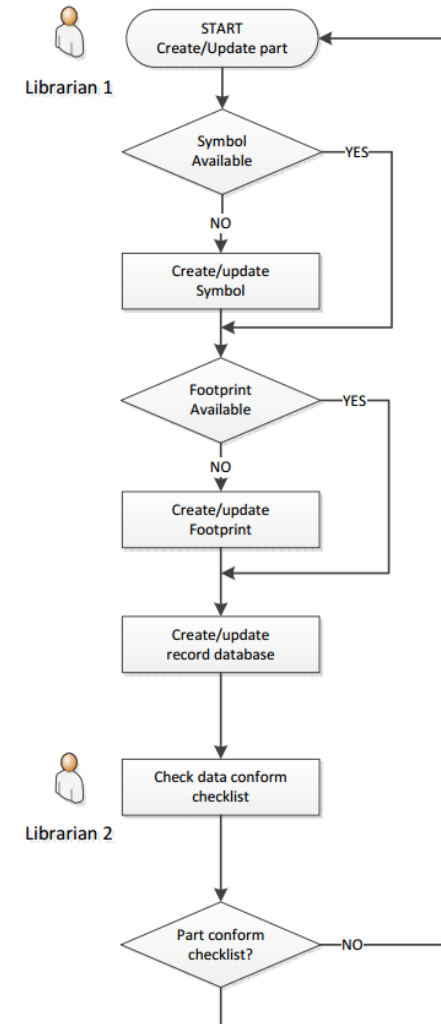 START
Create/Update part
Librarian 1
Symbol
Available
YES
NO
Create/update
Symbol
Footprint
Available
YES
NO
Create/update
Footprint
Create/update
record database
Check data conform
checklist
Librarian 2
Part conform
checklist?
NO